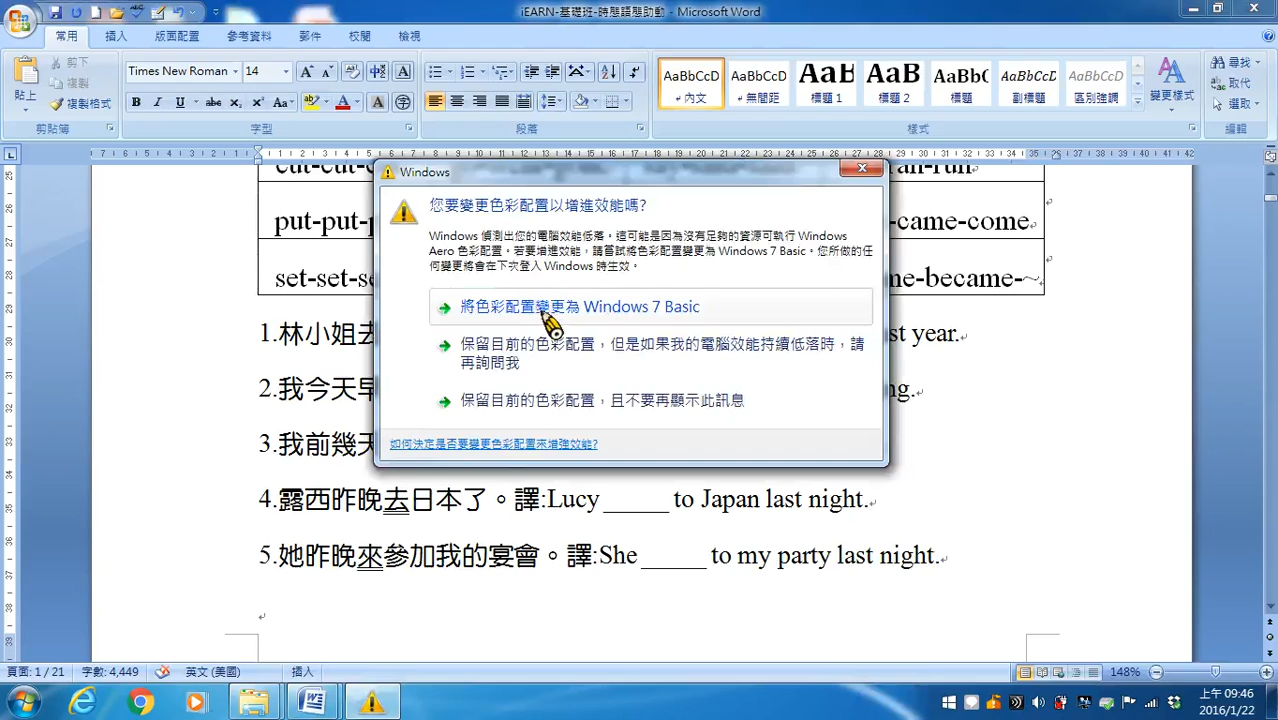 iEARN-基礎班-時態語態助動 - Microsoft Word
常用 插入 版面配置 參考資料 郵件 校閱 檢視
貼上
剪下
複製
複製格式
剪貼簿
Times New Roman 14
B I U abc x₂ x² Aa
字型
段落
AaBbCcD AaBbCcD AaBb AaB AaBbC AaBbCcD AaBbCcD
內文 無間距 標題 1 標題 2 標題 副標題 區別強調
變更樣式
樣式
尋找
取代
選取
編輯
put-put-p
-came-come
set-set-se
me-became-~
1.林小姐去
st year.
2.我今天早
ng.
3.我前幾天
4.露西昨晚去日本了。譯:Lucy _____ to Japan last night.
5.她昨晚來參加我的宴會。譯:She _____ to my party last night.
Windows
您要變更色彩配置以增進效能嗎?
Windows 偵測出您的電腦效能低落。這可能是因為沒有足夠的資源可執行 Windows
Aero 色彩配置。若要增進效能，請嘗試將色彩配置變更為 Windows 7 Basic。您所做的任
何變更將會在下次登入 Windows 時生效。
將色彩配置變更為 Windows 7 Basic
保留目前的色彩配置，但是如果我的電腦效能持續低落時，請
再詢問我
保留目前的色彩配置，且不要再顯示此訊息
如何決定是否要變更色彩配置來增強效能?
頁面: 1 / 21 字數: 4,449 英文 (美國) 插入 148%
上午 09:46
2016/1/22